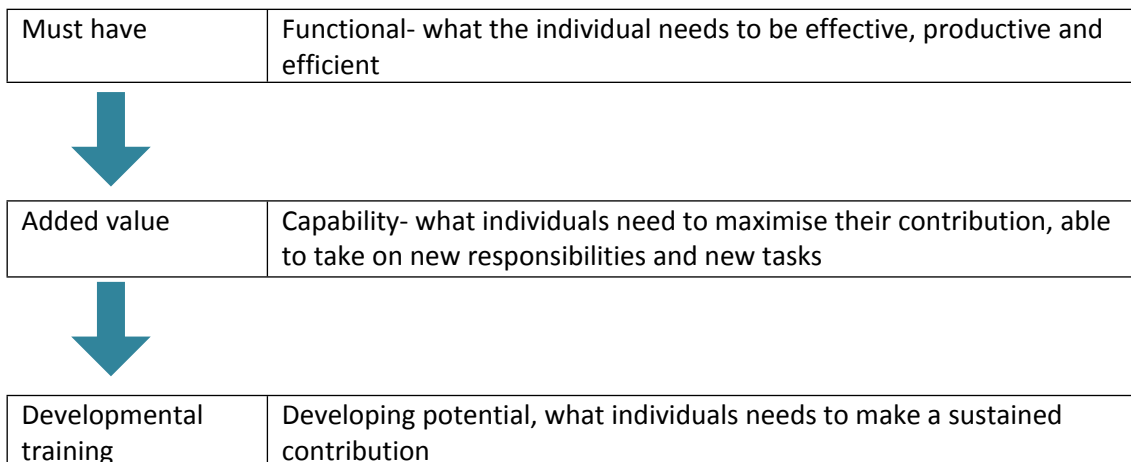 Must have
Functional- what the individual needs to be effective, productive and
efficient
Added value
Capability- what individuals need to maximise their contribution, able
to take on new responsibilities and new tasks
Developmental
training
Developing potential, what individuals needs to make a sustained
contribution